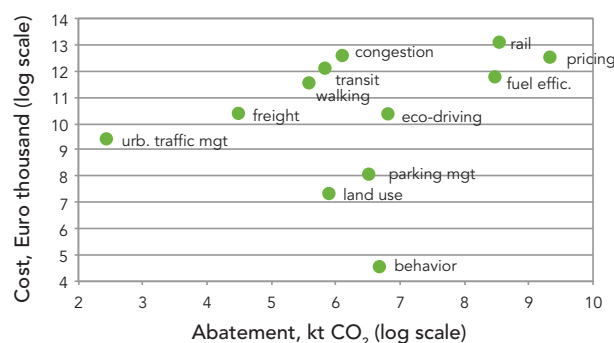 Cost, Euro thousand (log scale)
14
13
12
11
10
9
8
7
6
5
4
congestion
rail
pricing
transit
walking
fuel effic.
freight
eco-driving
urb. traffic mgt
parking mgt
land use
behavior
2 3 4 5 6 7 8 9 10
Abatement, kt CO₂ (log scale)